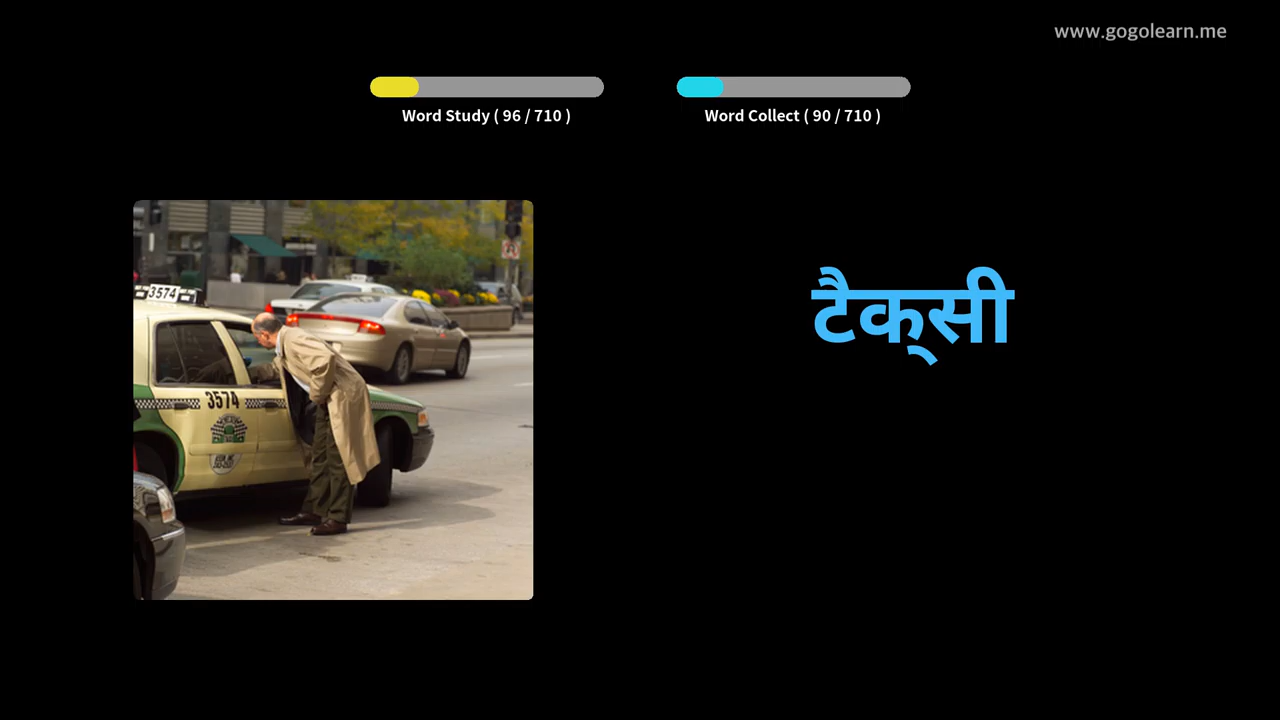 www.gogolearn.me
Word Study ( 96 / 710 )
Word Collect ( 90 / 710 )
टैक्‌सी
3574
3574